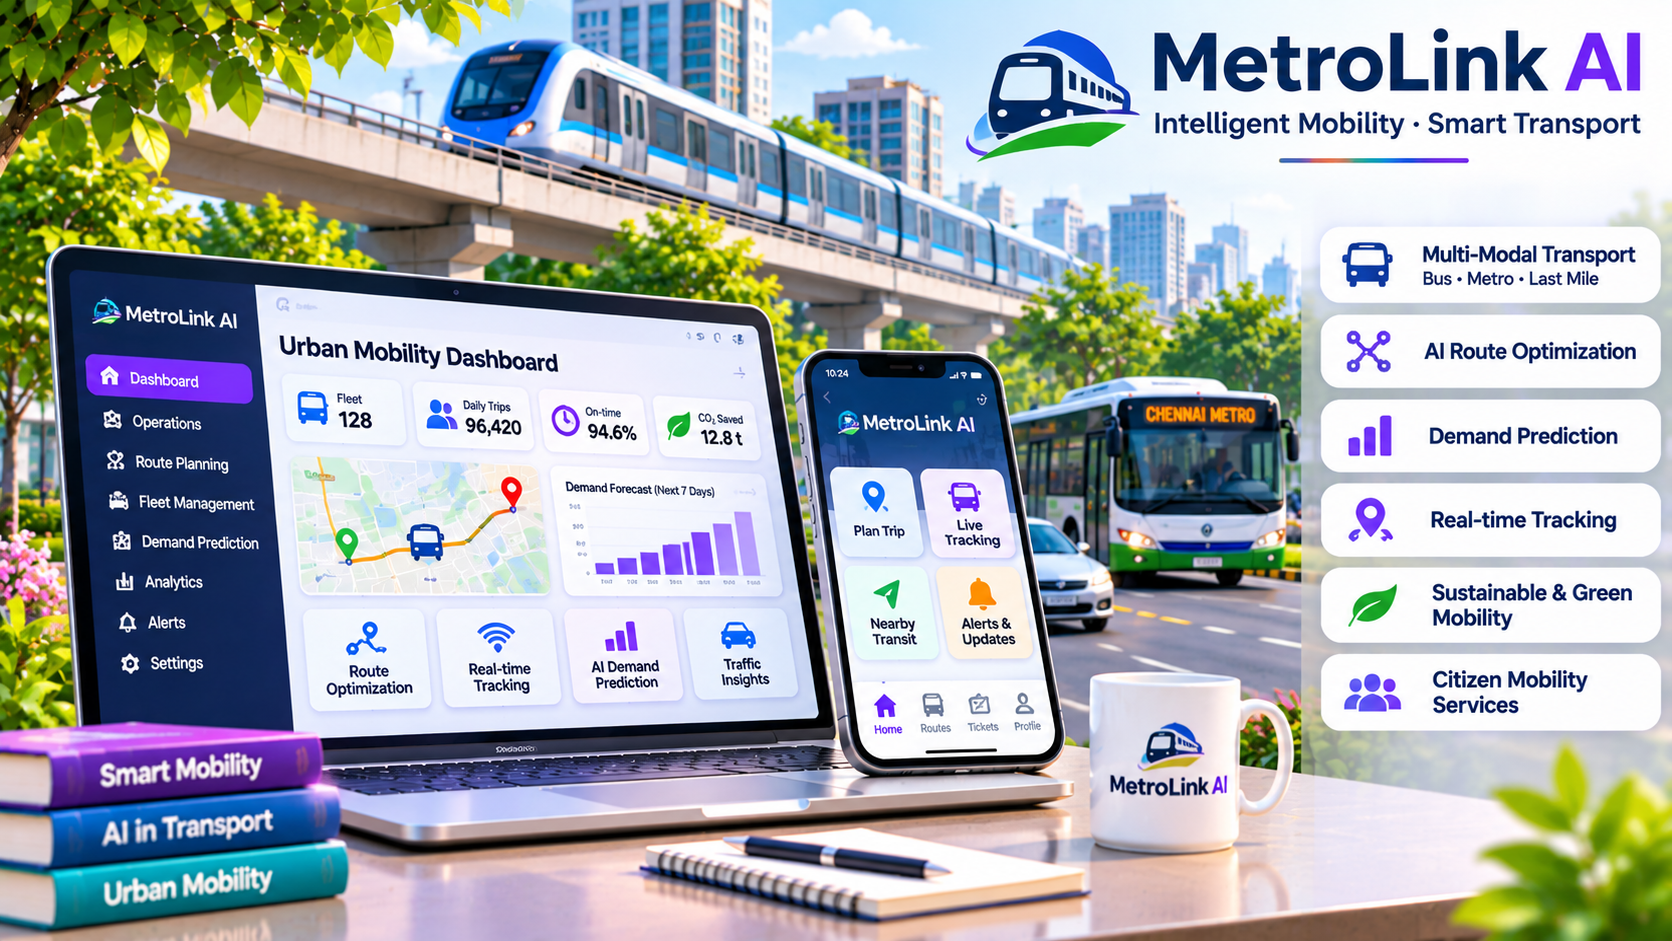 MetroLink AI
Intelligent Mobility · Smart Transport
Multi-Modal Transport
Bus • Metro • Last Mile
AI Route Optimization
Demand Prediction
Real-time Tracking
Sustainable & Green
Mobility
Citizen Mobility
Services
MetroLink AI
Dashboard
Operations
Route Planning
Fleet Management
Demand Prediction
Analytics
Alerts
Settings
Urban Mobility Dashboard
Fleet
128
Daily Trips
96,420
On-time
94.6%
CO₂ Saved
12.8 t
Demand Forecast (Next 7 Days)
Route
Optimization
Real-time
Tracking
AI Demand
Prediction
Traffic
Insights
10:24
MetroLink AI
Plan Trip
Live
Tracking
Nearby
Transit
Alerts &
Updates
Home
Routes
Tickets
Profile
CHENNAI METRO
MetroLink AI
Smart Mobility
AI in Transport
Urban Mobility